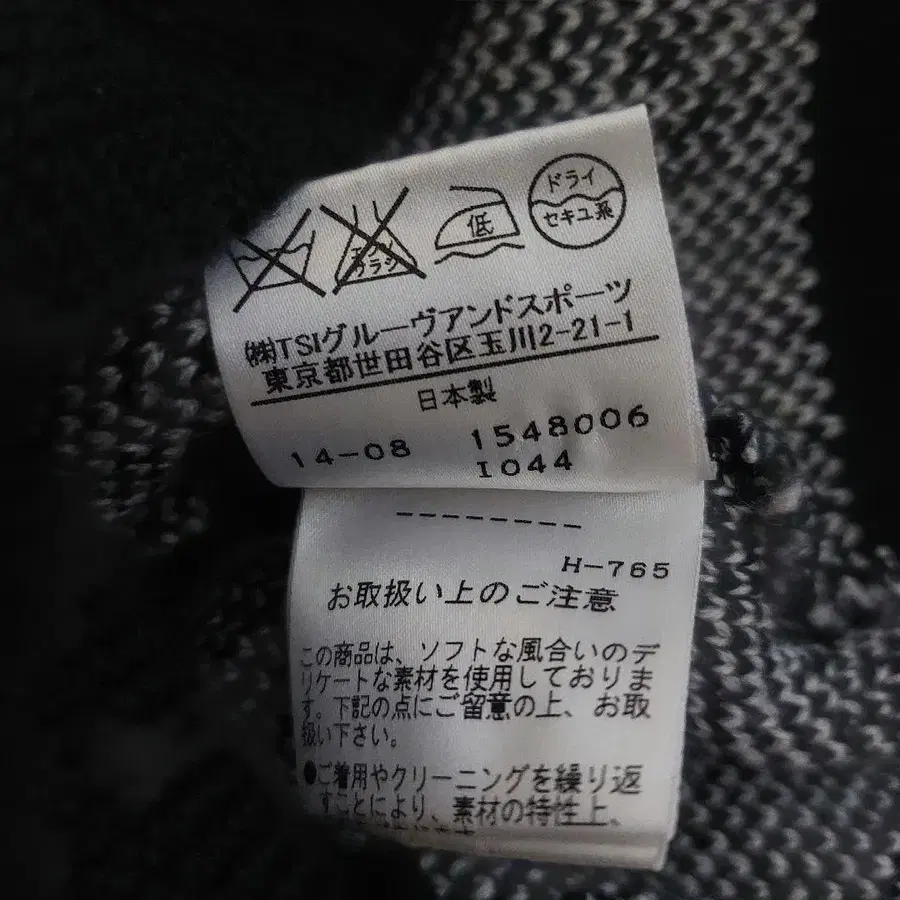 ドライ
セキユ系
低
エンソ
サラシ
㈱TSIグルーヴアンドスポーツ
東京都世田谷区玉川2-21-1
日本製
14-08 1548006
I044
--------
H-765
お取扱い上のご注意
この商品は、ソフトな風合いのデ
リケートな素材を使用しておりま
す。下記の点にご留意の上、お取
扱い下さい。
●ご着用やクリーニングを繰り返
すことにより、素材の特性上、